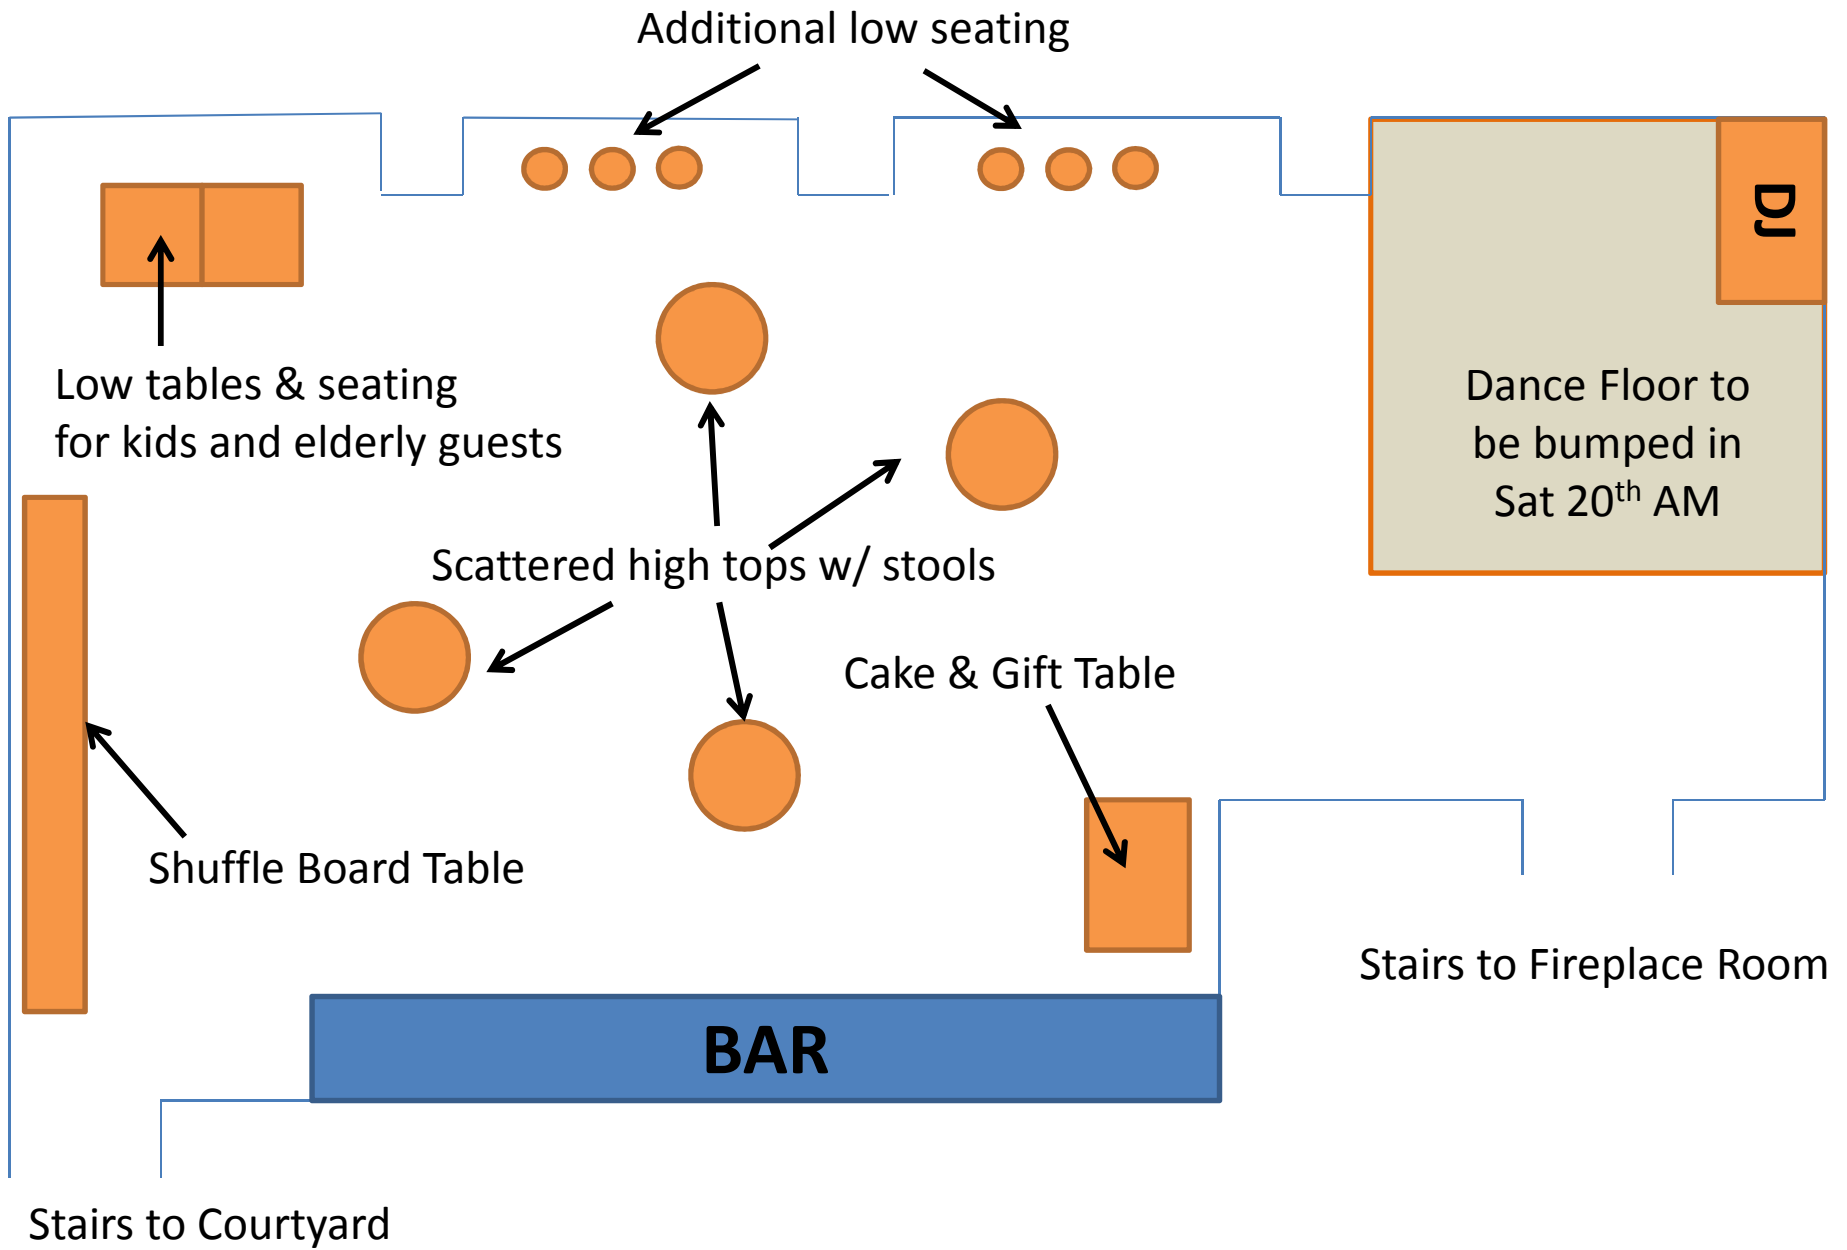 Additional low seating
DJ
Low tables & seating
for kids and elderly guests
Dance Floor to
be bumped in
Sat 20th AM
Scattered high tops w/ stools
Cake & Gift Table
Shuffle Board Table
Stairs to Fireplace Room
BAR
Stairs to Courtyard